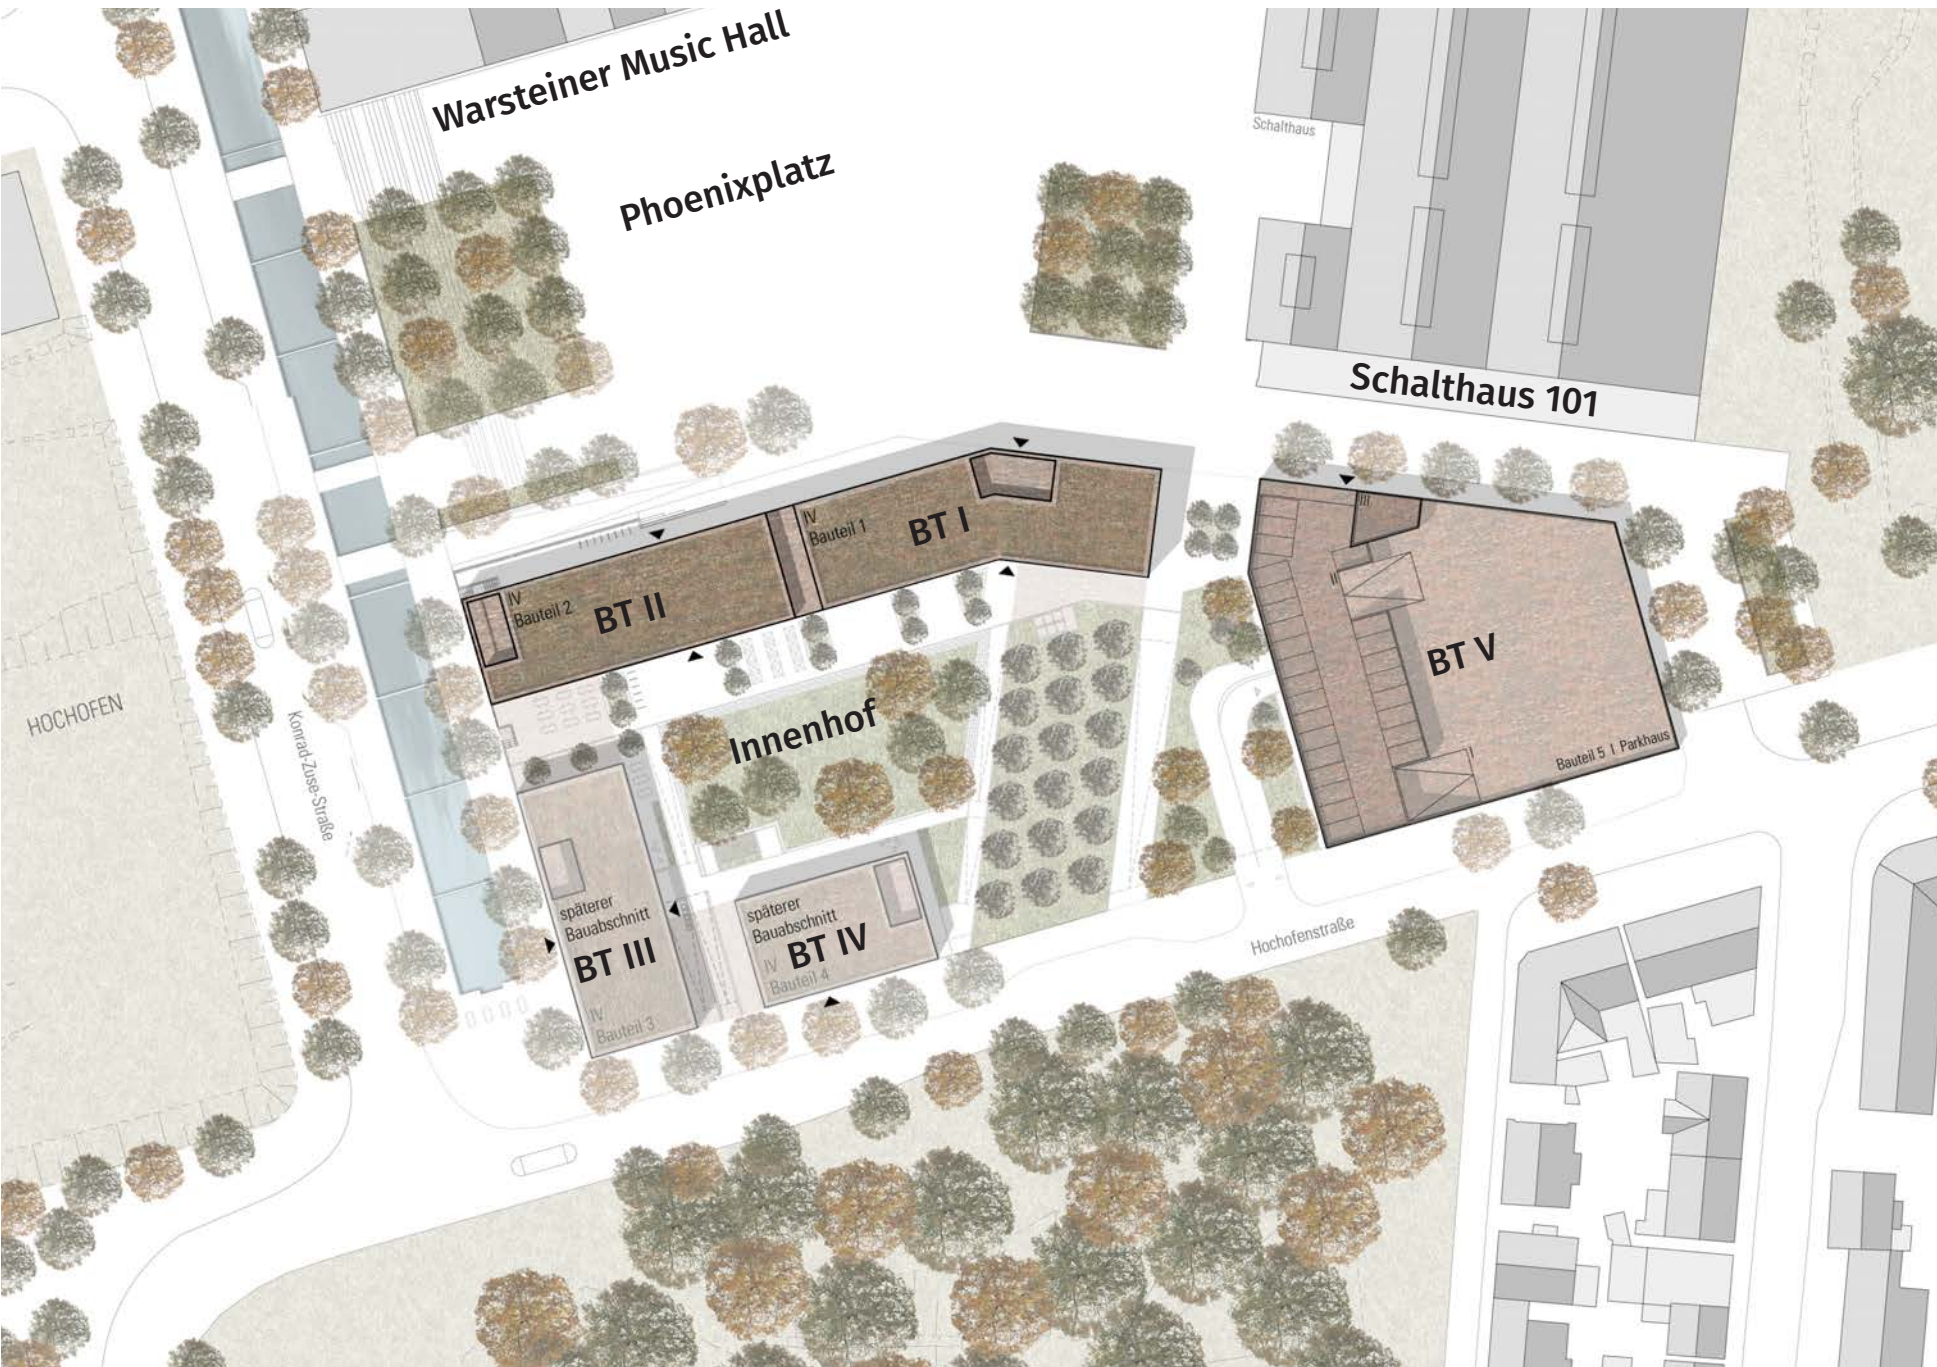 Warsteiner Music Hall
Phoenixplatz
Schalthaus
Schalthaus 101
IV
Bauteil 1
BT I
III
II
IV
Bauteil 2
BT II
BT V
HOCHOFEN
Konrad-Zuse-Straße
Innenhof
I
Bauteil 5 I Parkhaus
späterer
Bauabschnitt
BT III
IV
Bauteil 3
späterer
Bauabschnitt
BT IV
IV
Bauteil 4
Hochofenstraße